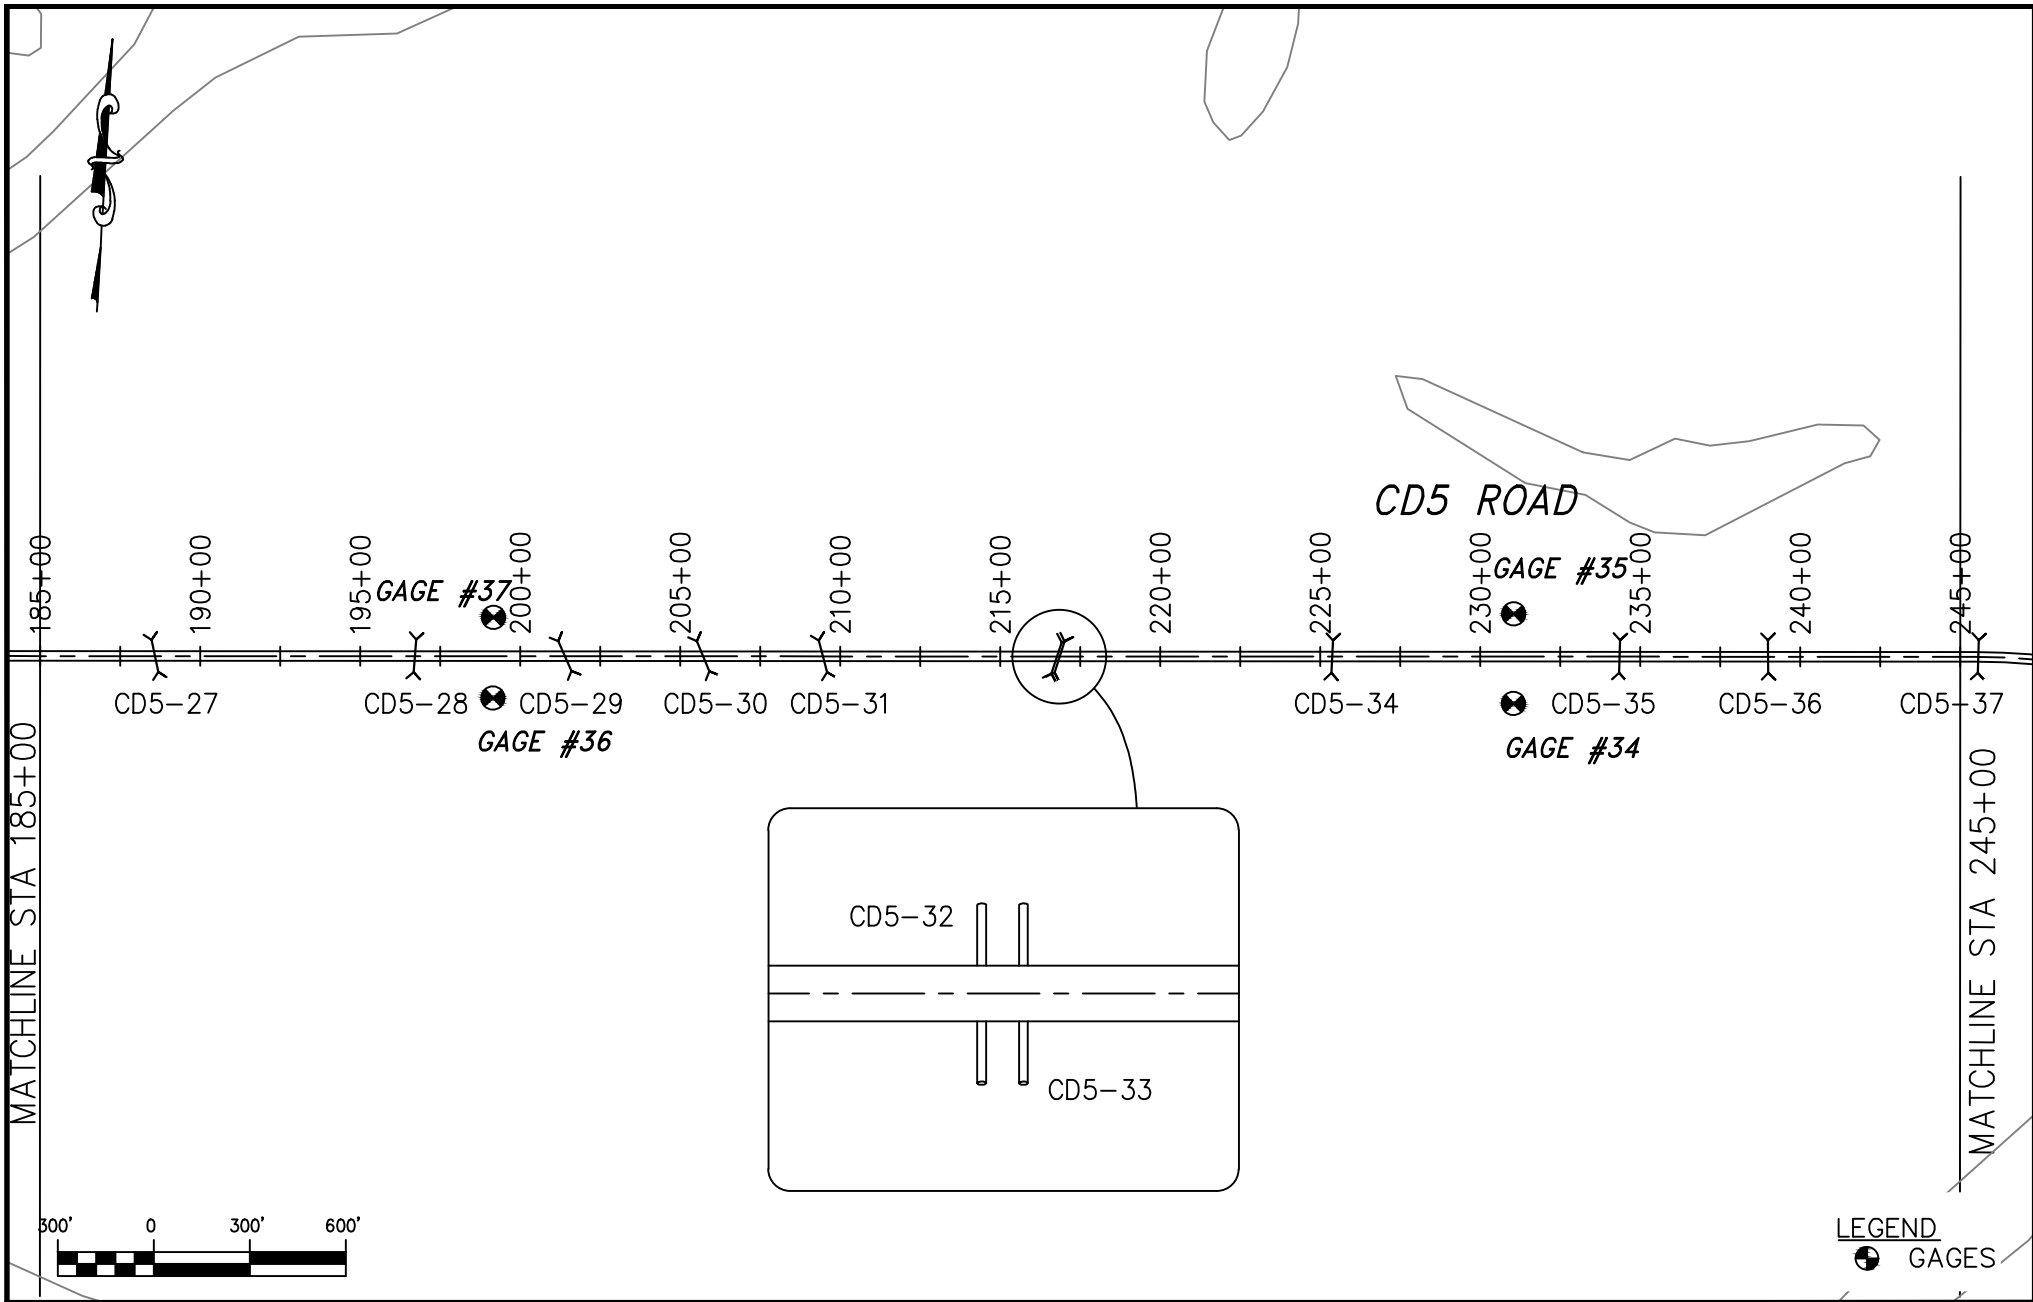 CD5 ROAD
185+00
190+00
195+00
200+00
205+00
210+00
215+00
220+00
225+00
230+00
235+00
240+00
245+00
GAGE #37
GAGE #35
CD5-27
CD5-28
CD5-29
CD5-30
CD5-31
CD5-34
CD5-35
CD5-36
CD5-37
GAGE #36
GAGE #34
MATCHLINE STA 185+00
MATCHLINE STA 245+00
CD5-32
CD5-33
300' 0 300' 600'
LEGEND
GAGES